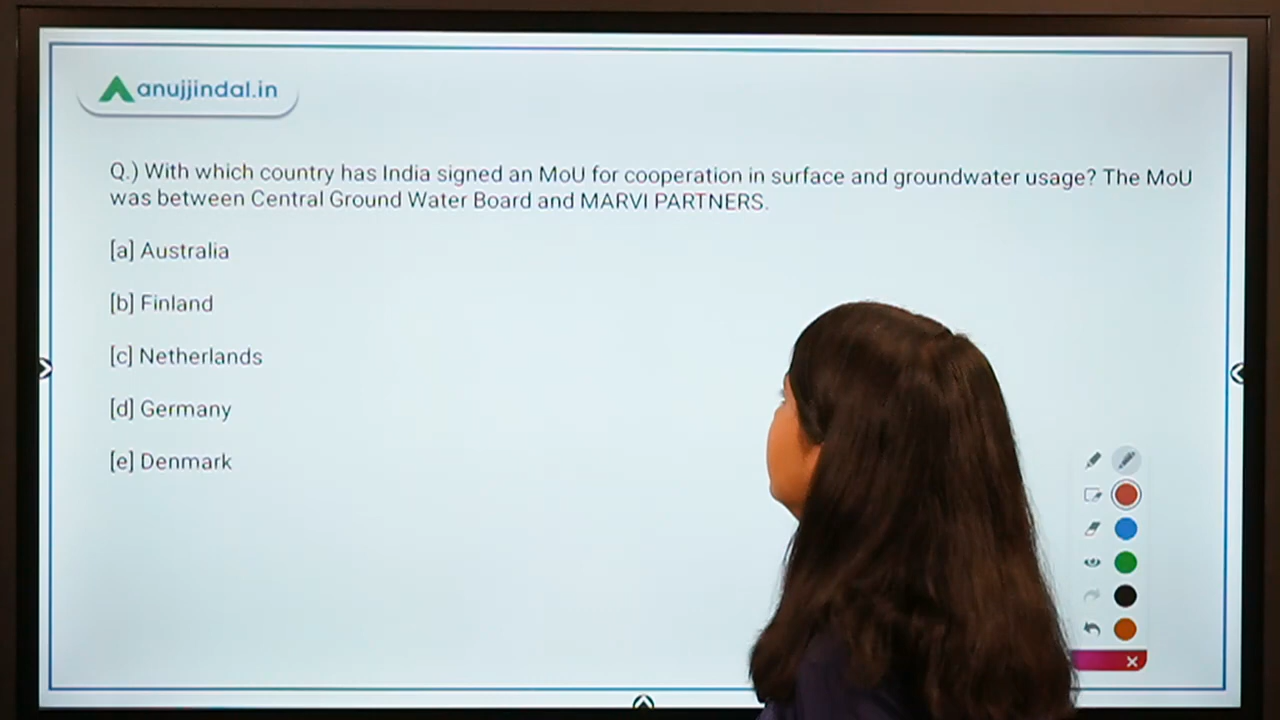 anujjindal.in
Q.) With which country has India signed an MoU for cooperation in surface and groundwater usage? The MoU
was between Central Ground Water Board and MARVI PARTNERS.
[a] Australia
[b] Finland
[c] Netherlands
[d] Germany
[e] Denmark